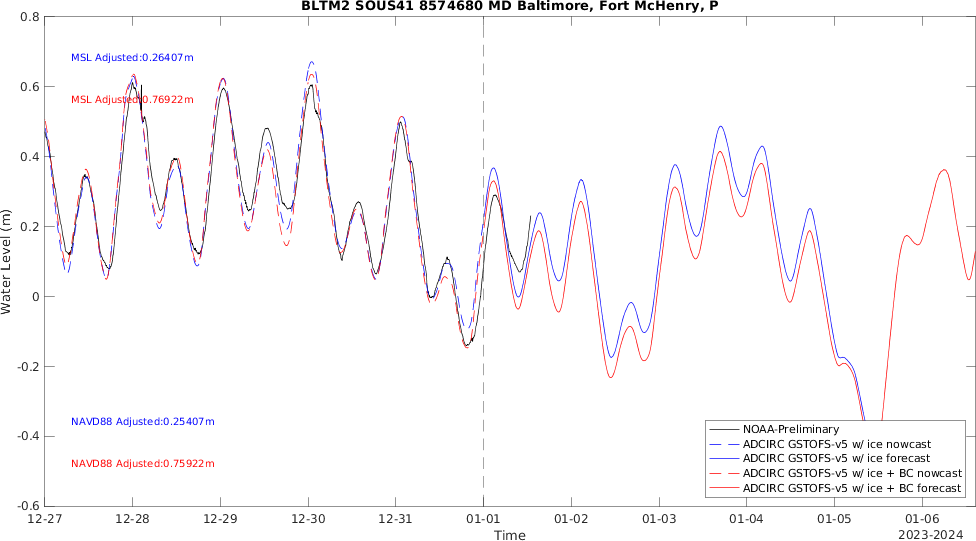 BLTM2 SOUS41 8574680 MD Baltimore, Fort McHenry, P
0.8
0.6
0.4
0.2
0
-0.2
-0.4
-0.6
Water Level (m)
MSL Adjusted:0.26407m
MSL Adjusted:0.76922m
NAVD88 Adjusted:0.25407m
NAVD88 Adjusted:0.75922m
NOAA-Preliminary
ADCIRC GSTOFS-v5 w/ ice nowcast
ADCIRC GSTOFS-v5 w/ ice forecast
ADCIRC GSTOFS-v5 w/ ice + BC nowcast
ADCIRC GSTOFS-v5 w/ ice + BC forecast
12-27 12-28 12-29 12-30 12-31 01-01 01-02 01-03 01-04 01-05 01-06
Time
2023-2024